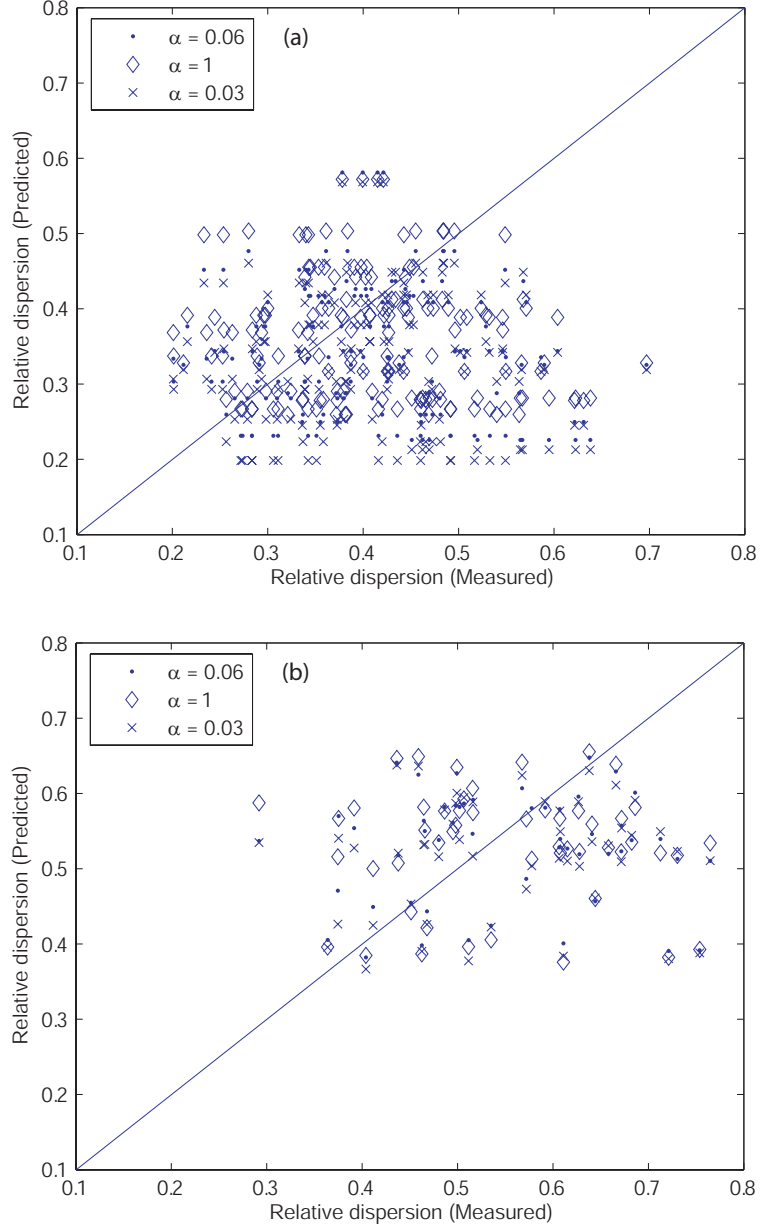 0.8
0.7
0.6
0.5
0.4
0.3
0.2
0.1
Relative dispersion (Predicted)
α = 0.06
α = 1
α = 0.03
(a)
0.1 0.2 0.3 0.4 0.5 0.6 0.7 0.8
Relative dispersion (Measured)
0.8
0.7
0.6
0.5
0.4
0.3
0.2
0.1
Relative dispersion (Predicted)
α = 0.06
α = 1
α = 0.03
(b)
0.1 0.2 0.3 0.4 0.5 0.6 0.7 0.8
Relative dispersion (Measured)